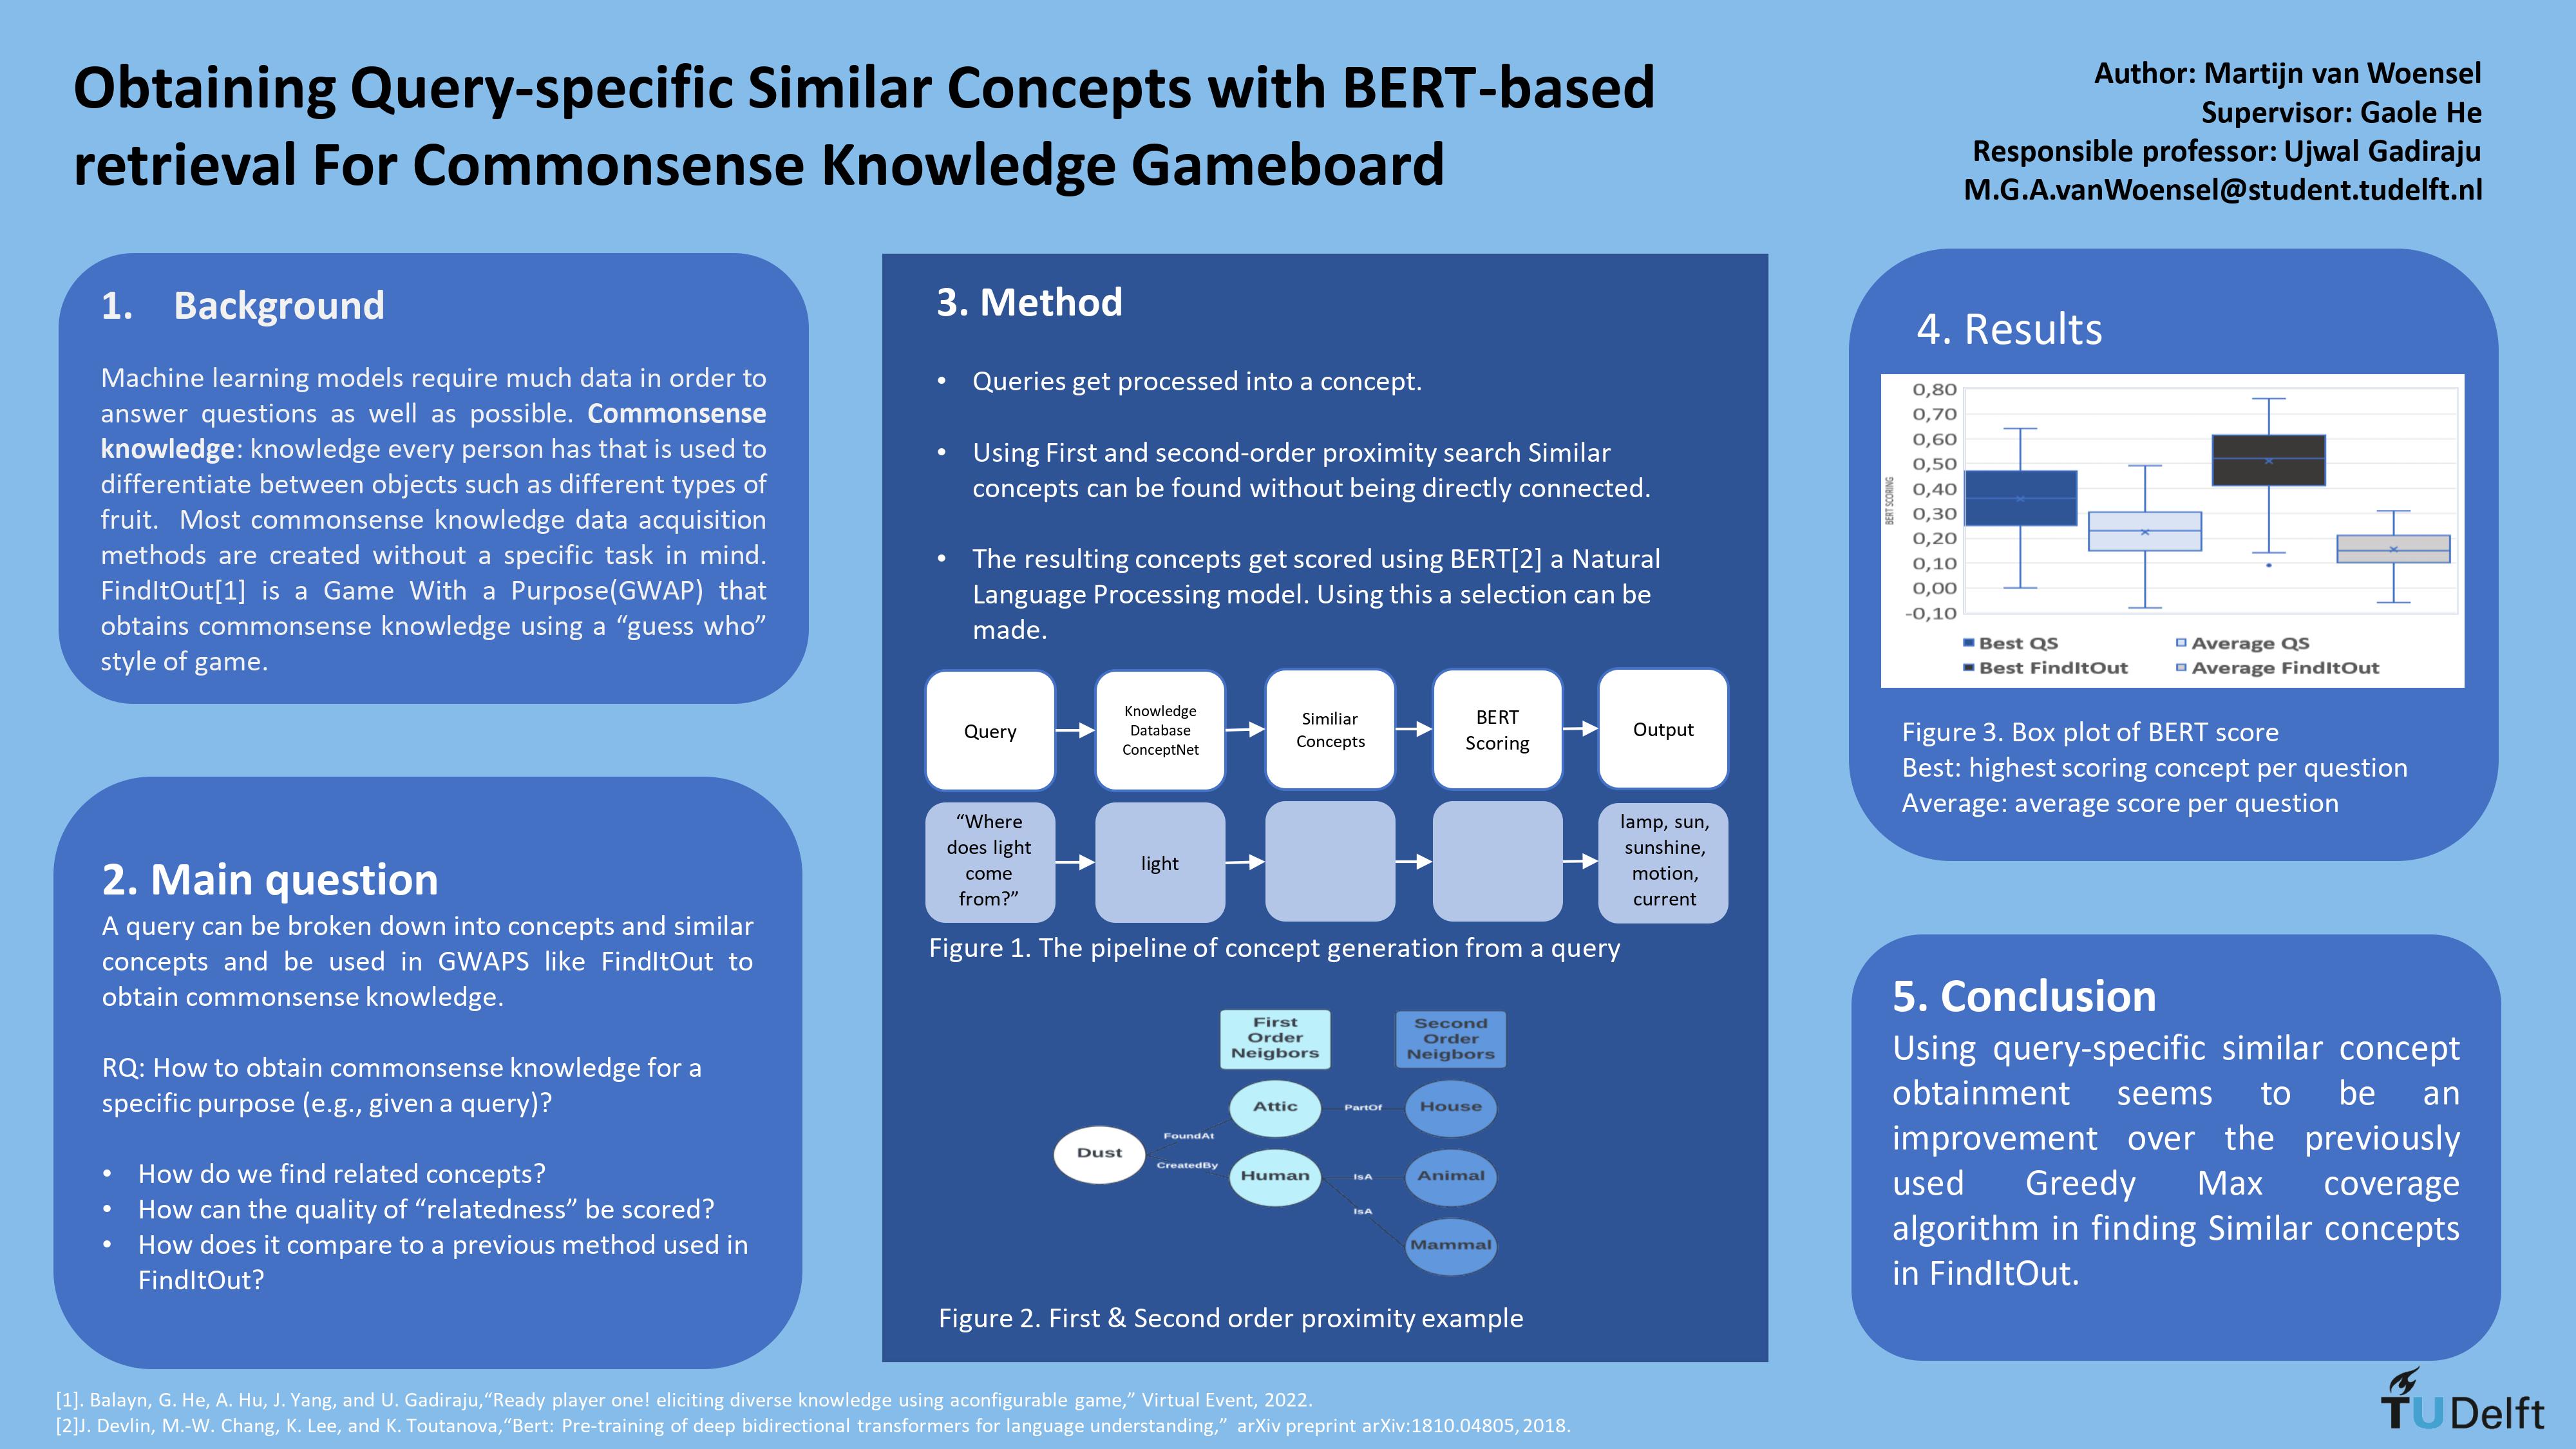 Obtaining Query-specific Similar Concepts with BERT-based
retrieval For Commonsense Knowledge Gameboard
Author: Martijn van Woensel
Supervisor: Gaole He
Responsible professor: Ujwal Gadiraju
M.G.A.vanWoensel@student.tudelft.nl
1. Background
Machine learning models require much data in order to
answer questions as well as possible. Commonsense
knowledge: knowledge every person has that is used to
differentiate between objects such as different types of
fruit. Most commonsense knowledge data acquisition
methods are created without a specific task in mind.
FindItOut[1] is a Game With a Purpose(GWAP) that
obtains commonsense knowledge using a “guess who”
style of game.
2. Main question
A query can be broken down into concepts and similar
concepts and be used in GWAPS like FindItOut to
obtain commonsense knowledge.
RQ: How to obtain commonsense knowledge for a
specific purpose (e.g., given a query)?
• How do we find related concepts?
• How can the quality of “relatedness” be scored?
• How does it compare to a previous method used in
FindItOut?
3. Method
• Queries get processed into a concept.
• Using First and second-order proximity search Similar
concepts can be found without being directly connected.
• The resulting concepts get scored using BERT[2] a Natural
Language Processing model. Using this a selection can be
made.
Query
Knowledge
Database
ConceptNet
Similiar
Concepts
BERT
Scoring
Output
“Where
does light
come
from?”
light
lamp, sun,
sunshine,
motion,
current
Figure 1. The pipeline of concept generation from a query
First
Order
Neigbors
Second
Order
Neigbors
Attic
PartOf
House
FoundAt
Dust
CreatedBy
Human
IsA
Animal
IsA
Mammal
Figure 2. First & Second order proximity example
4. Results
0,80
0,70
0,60
0,50
0,40
0,30
0,20
0,10
0,00
-0,10
BERT SCORING
Best QS
Average QS
Best FindItOut
Average FindItOut
Figure 3. Box plot of BERT score
Best: highest scoring concept per question
Average: average score per question
5. Conclusion
Using query-specific similar concept
obtainment seems to be an
improvement over the previously
used Greedy Max coverage
algorithm in finding Similar concepts
in FindItOut.
[1]. Balayn, G. He, A. Hu, J. Yang, and U. Gadiraju,“Ready player one! eliciting diverse knowledge using aconfigurable game,” Virtual Event, 2022.
[2]J. Devlin, M.-W. Chang, K. Lee, and K. Toutanova,“Bert: Pre-training of deep bidirectional transformers for language understanding,” arXiv preprint arXiv:1810.04805, 2018.
TUDelft